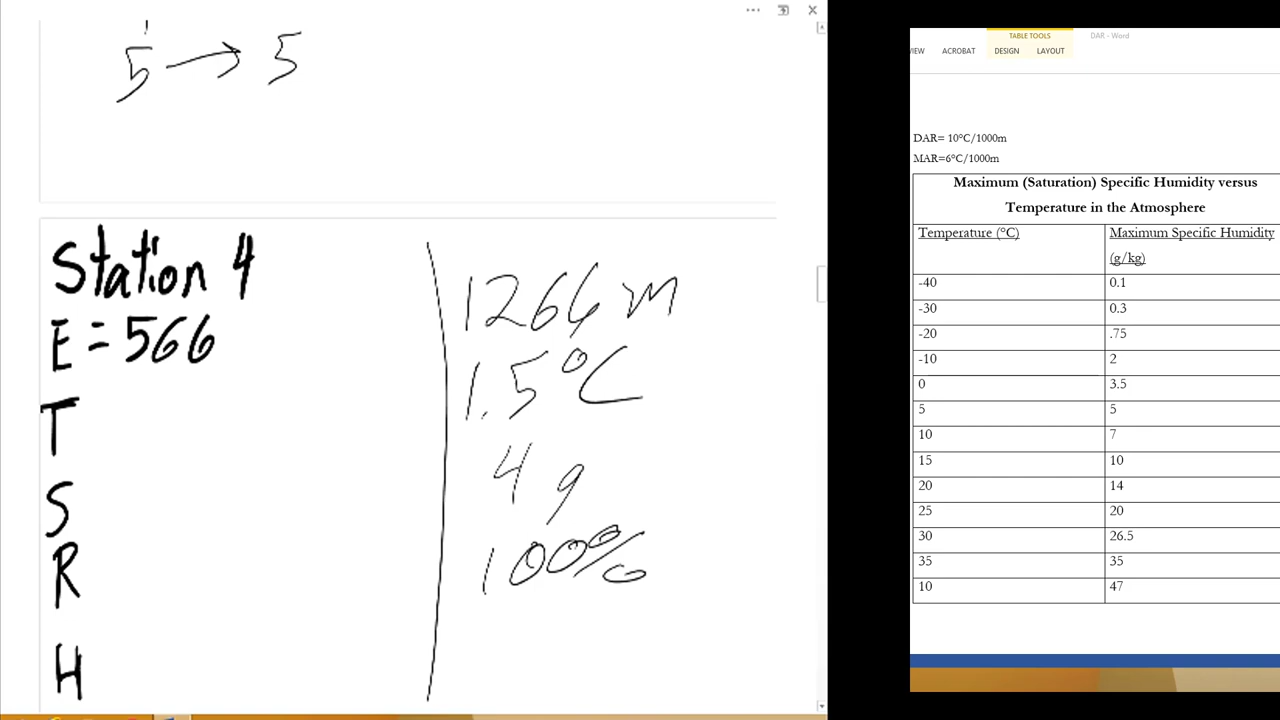 5 → 5
Station 4
E = 566
T
S
R
H
1266 m
1.5°C
4 g
100%
VIEW ACROBAT
TABLE TOOLS
DESIGN LAYOUT
DAR - Word
DAR= 10°C/1000m
MAR=6°C/1000m
Maximum (Saturation) Specific Humidity versus
Temperature in the Atmosphere
Temperature (°C) Maximum Specific Humidity
(g/kg)
-40 0.1
-30 0.3
-20 .75
-10 2
0 3.5
5 5
10 7
15 10
20 14
25 20
30 26.5
35 35
10 47